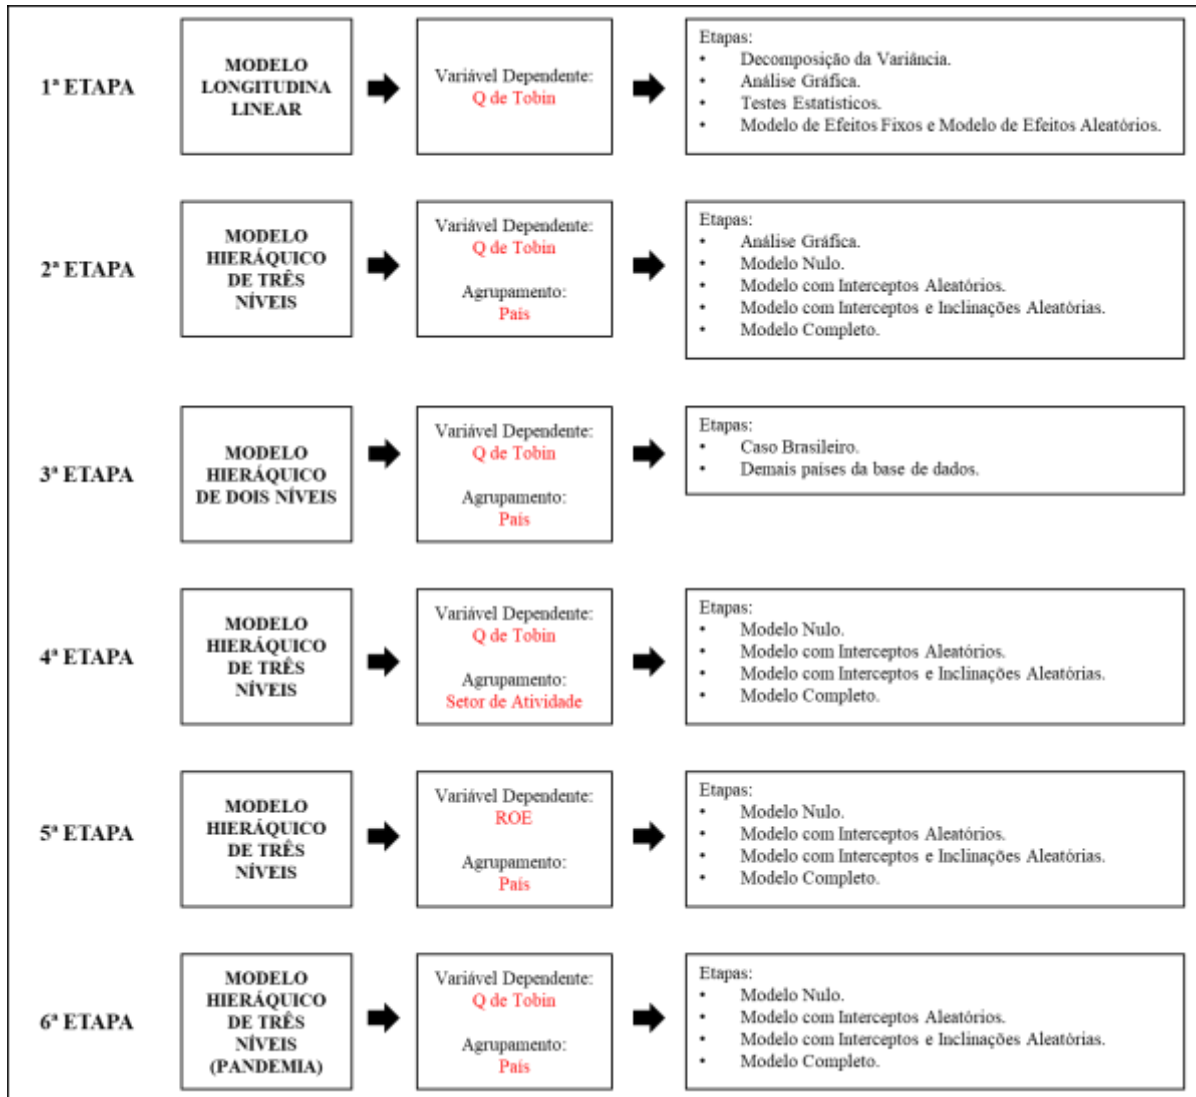 1ª ETAPA
MODELO
LONGITUDINA
LINEAR
Variável Dependente:
Q de Tobin
Etapas:
• Decomposição da Variância.
• Análise Gráfica.
• Testes Estatísticos.
• Modelo de Efeitos Fixos e Modelo de Efeitos Aleatórios.
2ª ETAPA
MODELO
HIERÁQUICO
DE TRÊS
NÍVEIS
Variável Dependente:
Q de Tobin
Agrupamento:
País
Etapas:
• Análise Gráfica.
• Modelo Nulo.
• Modelo com Interceptos Aleatórios.
• Modelo com Interceptos e Inclinações Aleatórias.
• Modelo Completo.
3ª ETAPA
MODELO
HIERÁQUICO
DE DOIS NÍVEIS
Variável Dependente:
Q de Tobin
Agrupamento:
País
Etapas:
• Caso Brasileiro.
• Demais países da base de dados.
4ª ETAPA
MODELO
HIERÁQUICO
DE TRÊS
NÍVEIS
Variável Dependente:
Q de Tobin
Agrupamento:
Setor de Atividade
Etapas:
• Modelo Nulo.
• Modelo com Interceptos Aleatórios.
• Modelo com Interceptos e Inclinações Aleatórias.
• Modelo Completo.
5ª ETAPA
MODELO
HIERÁQUICO
DE TRÊS
NÍVEIS
Variável Dependente:
ROE
Agrupamento:
País
Etapas:
• Modelo Nulo.
• Modelo com Interceptos Aleatórios.
• Modelo com Interceptos e Inclinações Aleatórias.
• Modelo Completo.
6ª ETAPA
MODELO
HIERÁQUICO
DE TRÊS
NÍVEIS
(PANDEMIA)
Variável Dependente:
Q de Tobin
Agrupamento:
País
Etapas:
• Modelo Nulo.
• Modelo com Interceptos Aleatórios.
• Modelo com Interceptos e Inclinações Aleatórias.
• Modelo Completo.